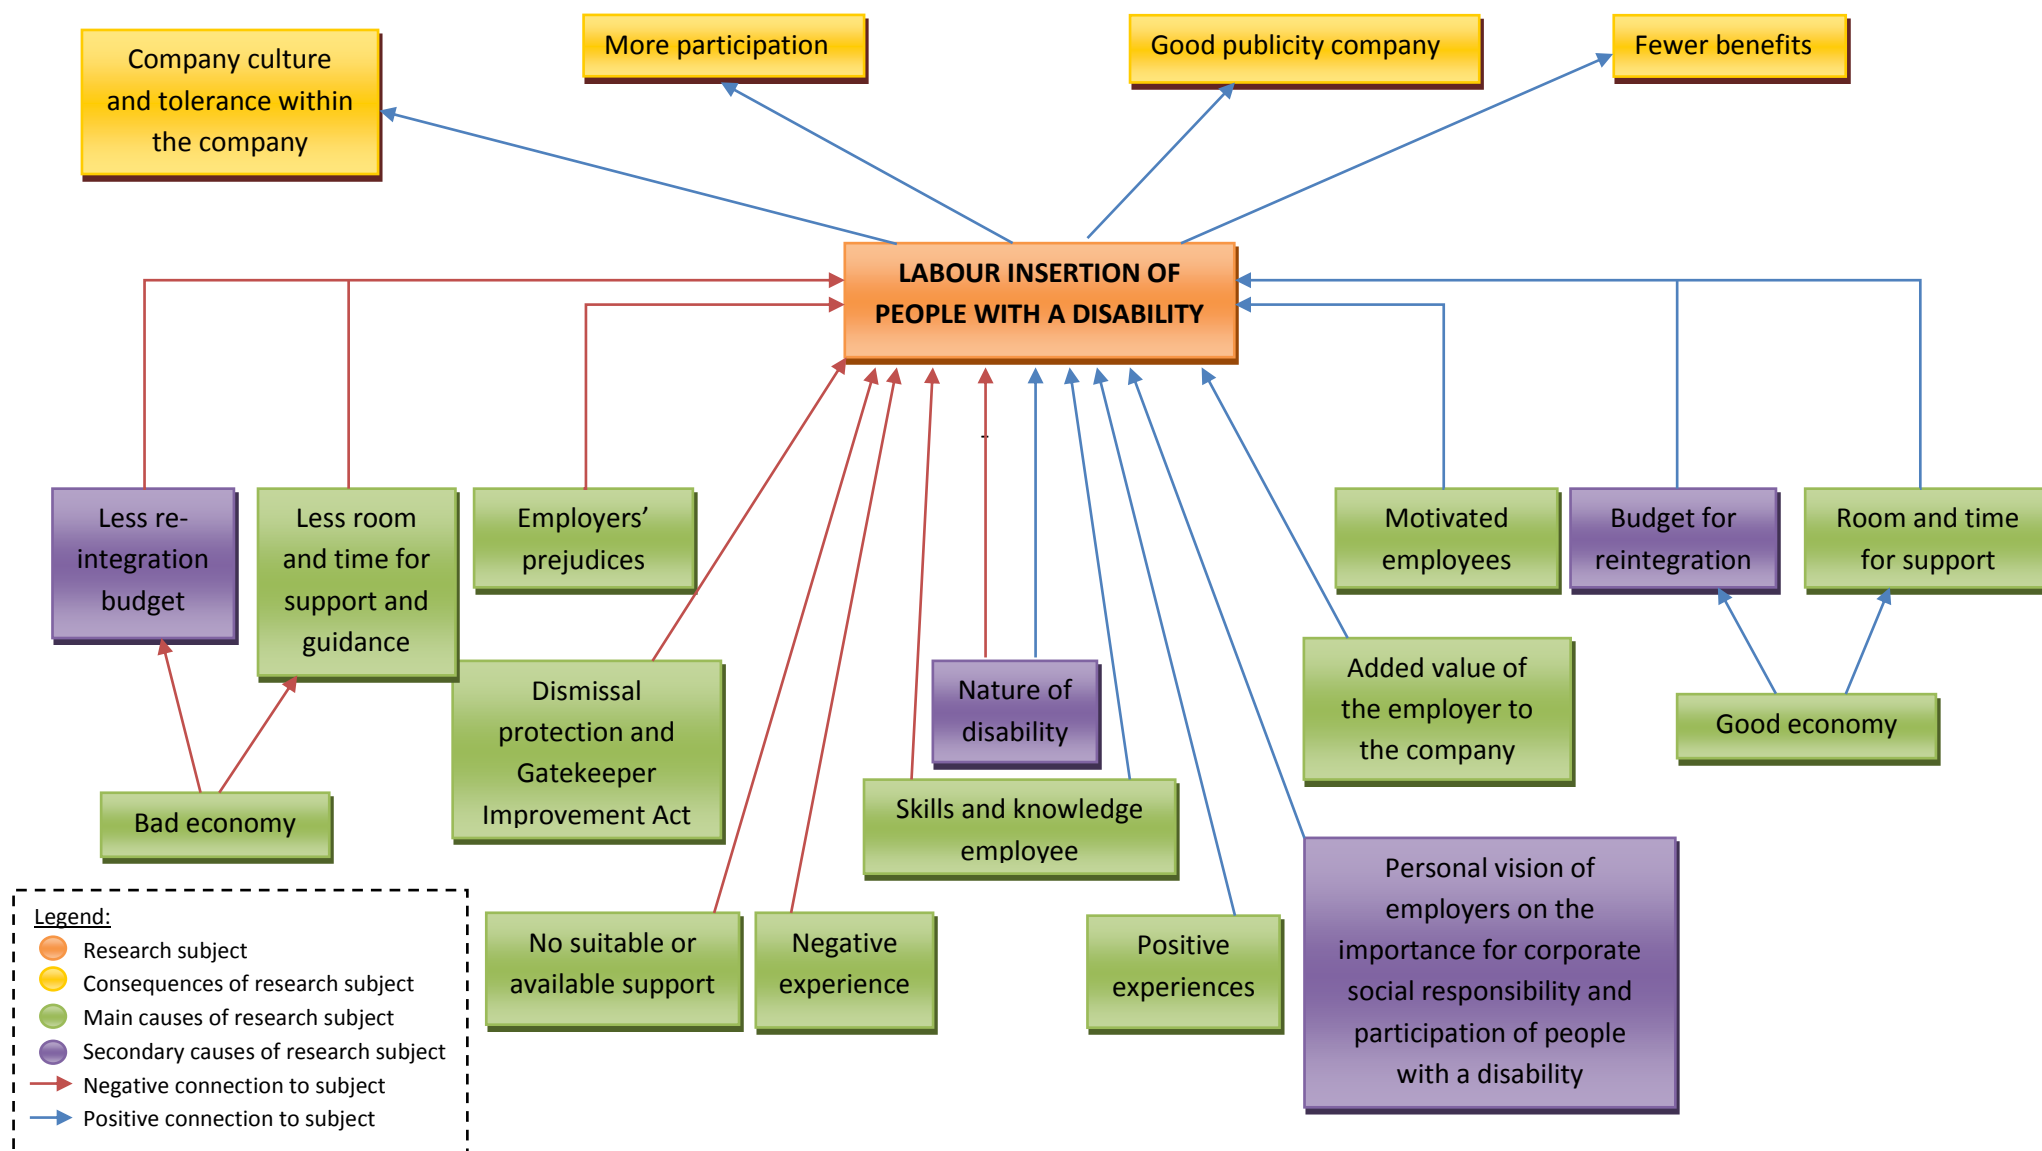 Company culture
and tolerance within
the company
More participation
Good publicity company
Fewer benefits
LABOUR INSERTION OF
PEOPLE WITH A DISABILITY
-
Less re-
integration
budget
Less room
and time for
support and
guidance
Employers’
prejudices
Motivated
employees
Budget for
reintegration
Room and time
for support
Dismissal
protection and
Gatekeeper
Improvement Act
Nature of
disability
Added value of
the employer to
the company
Good economy
Bad economy
Skills and knowledge
employee
No suitable or
available support
Negative
experience
Positive
experiences
Personal vision of
employers on the
importance for corporate
social responsibility and
participation of people
with a disability
Legend:
Research subject
Consequences of research subject
Main causes of research subject
Secondary causes of research subject
Negative connection to subject
Positive connection to subject